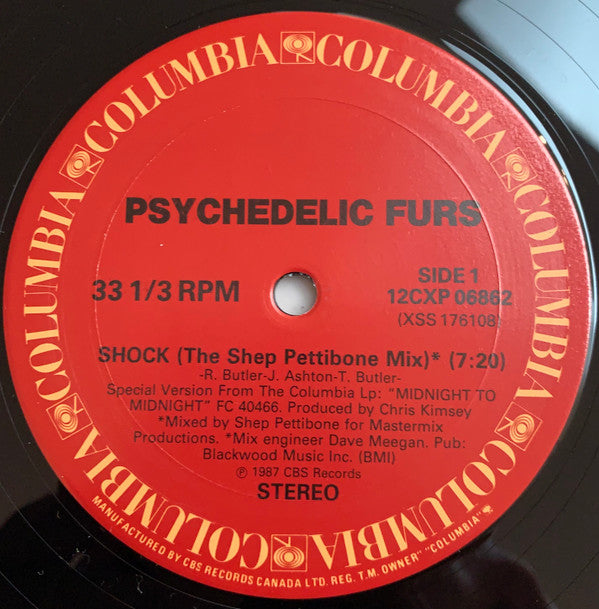 COLUMBIA COLUMBIA COLUMBIA COLUMBIA COLUMBIA COLUMBIA
PSYCHEDELIC FURS
33 1/3 RPM
SIDE 1
12CXP 06862
(XSS 176108)
SHOCK (The Shep Pettibone Mix)* (7:20)
-R. Butler-J. Ashton-T. Butler-
Special Version From The Columbia Lp: "MIDNIGHT TO
MIDNIGHT" FC 40466. Produced by Chris Kimsey
*Mixed by Shep Pettibone for Mastermix
Productions. *Mix engineer Dave Meegan. Pub:
Blackwood Music Inc. (BMI)
℗ 1987 CBS Records
STEREO
MANUFACTURED BY CBS RECORDS CANADA LTD. REG. T.M. OWNER "COLUMBIA"